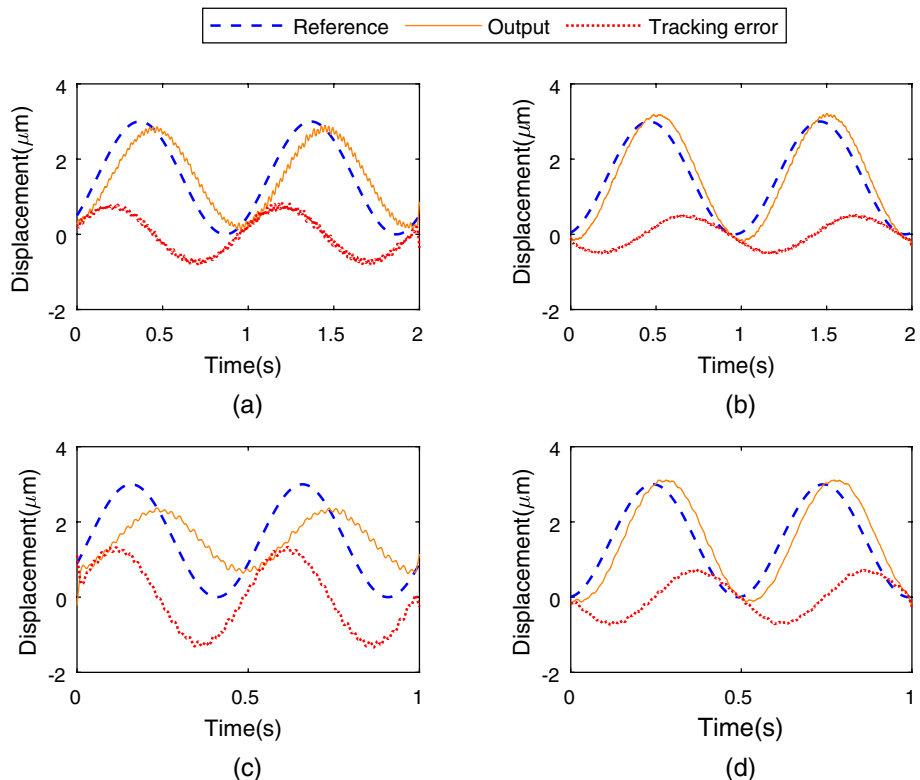 Reference Output Tracking error
Displacement(μm)
4
2
0
-2
0 0.5 1 1.5 2
Time(s)
(a)
Displacement(μm)
4
2
0
-2
0 0.5 1 1.5 2
Time(s)
(b)
Displacement(μm)
4
2
0
-2
0 0.5 1
Time(s)
(c)
Displacement(μm)
4
2
0
-2
0 0.5 1
Time(s)
(d)